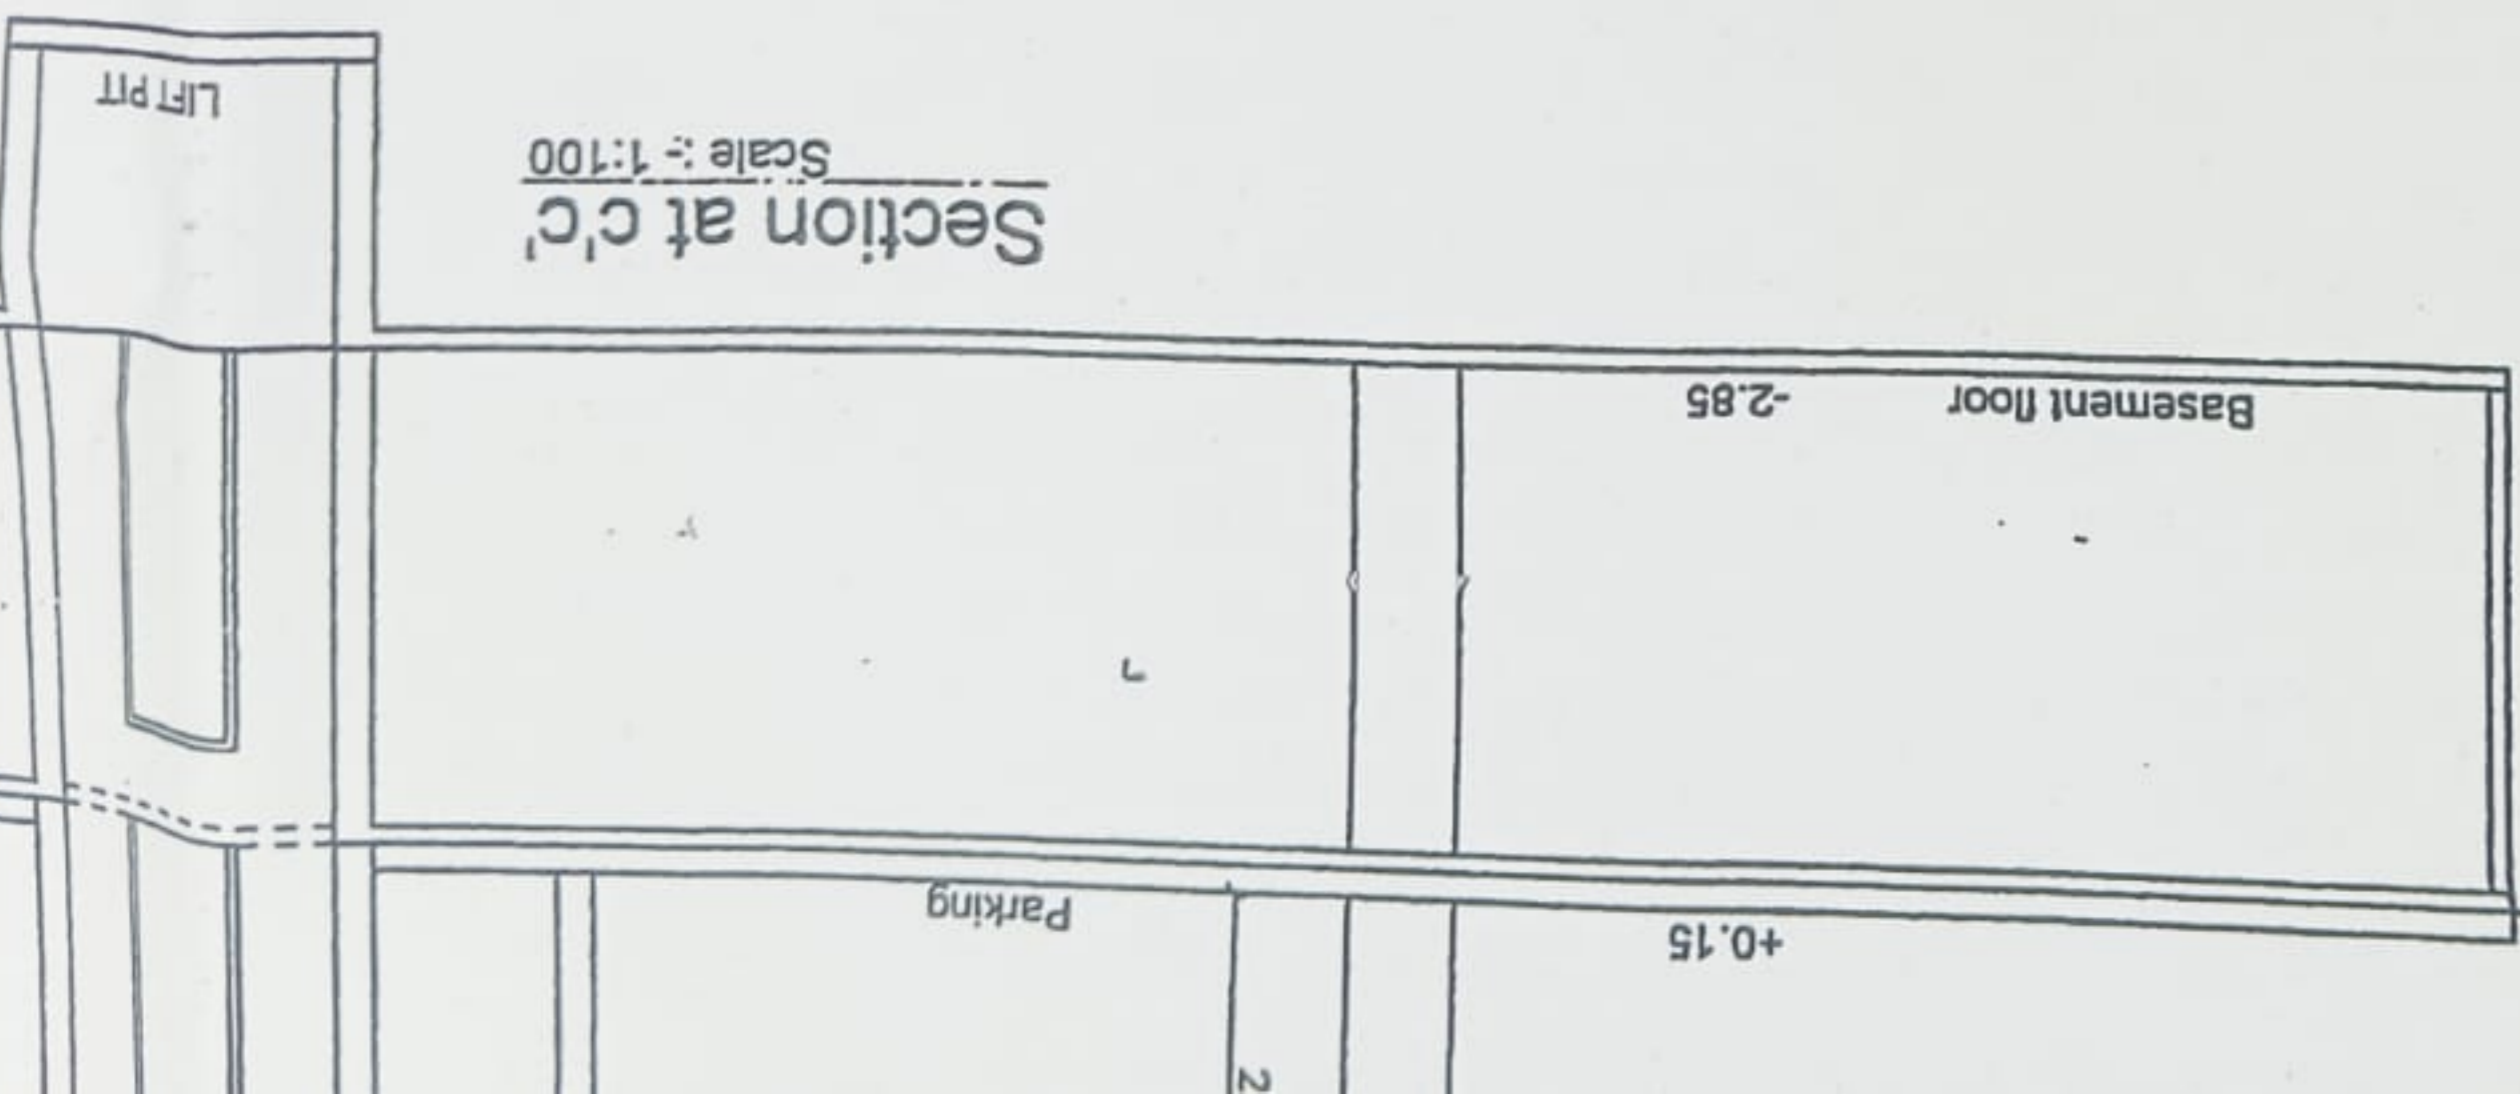 2
+0.15
Parking
Basement floor -2.85
Section at c'c'
Scale :- 1:100
LIFT PIT